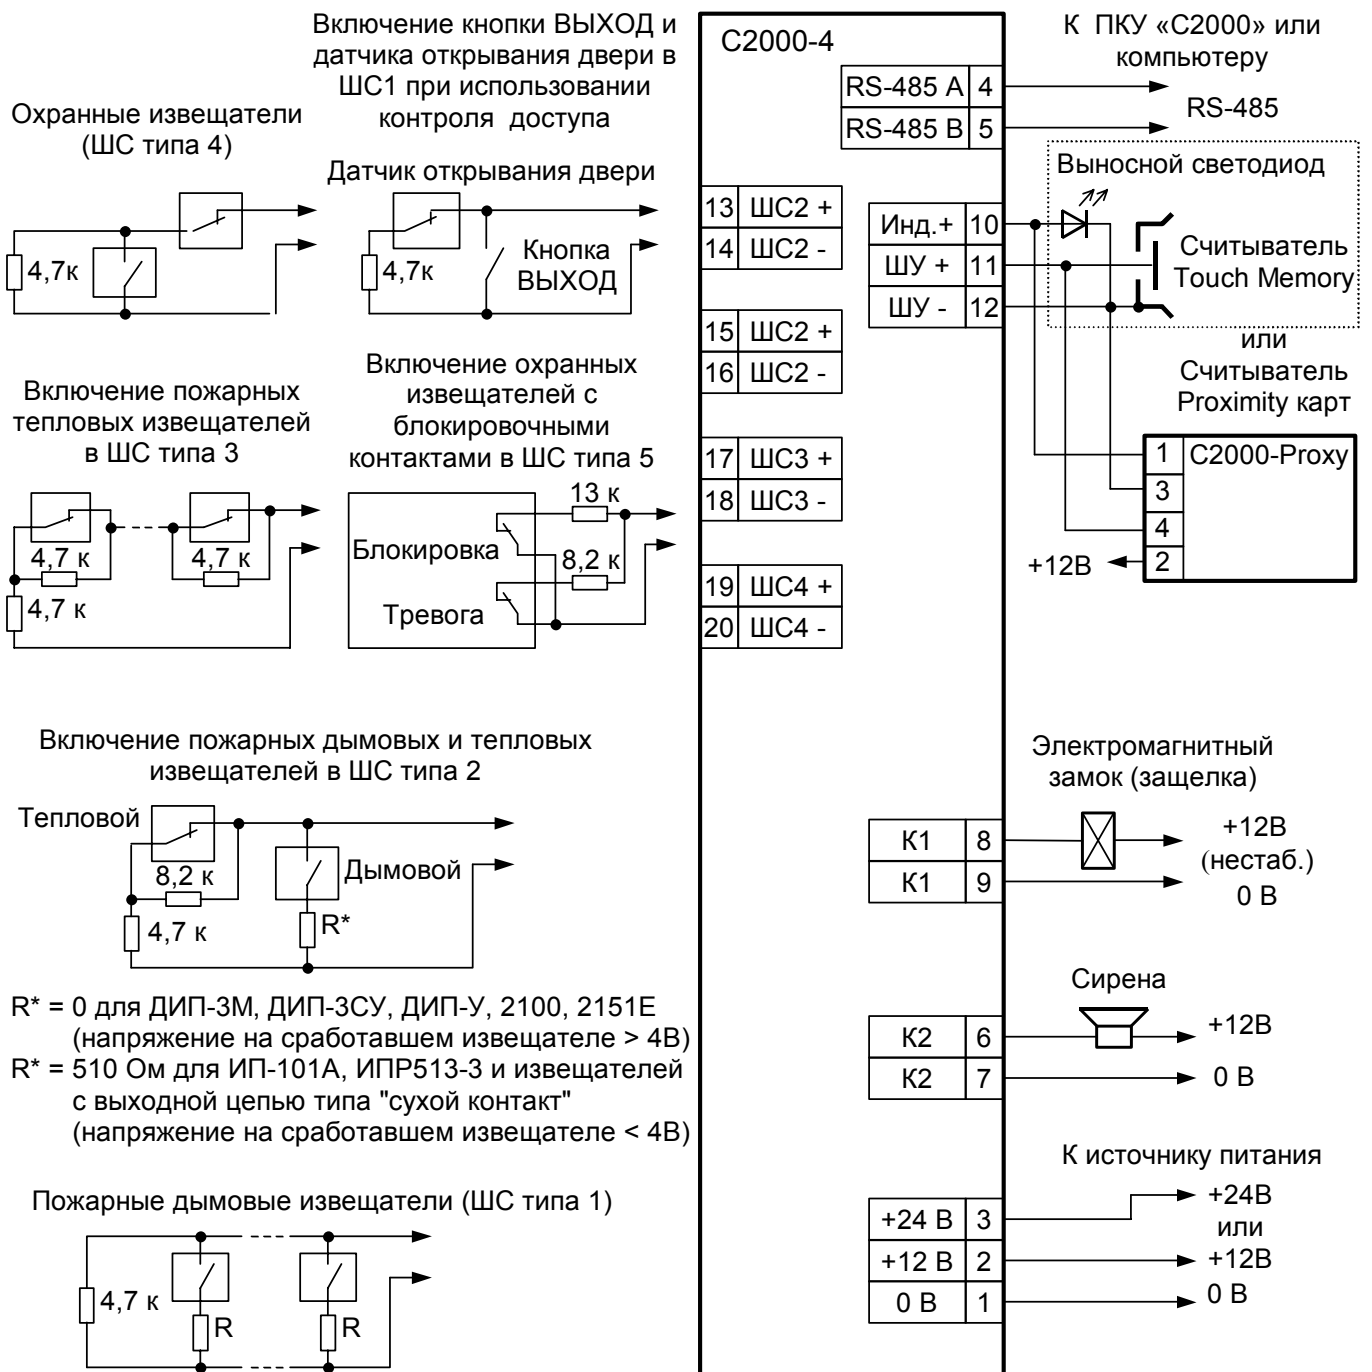 Включение кнопки ВЫХОД и
датчика открывания двери в
ШС1 при использовании
контроля доступа
Охранные извещатели
(ШС типа 4)
Датчик открывания двери
4,7к
4,7к
Кнопка
ВЫХОД
Включение пожарных
тепловых извещателей
в ШС типа 3
4,7 к
4,7 к
4,7 к
Включение охранных
извещателей с
блокировочными
контактами в ШС типа 5
13 к
Блокировка
8,2 к
Тревога
Включение пожарных дымовых и тепловых
извещателей в ШС типа 2
Тепловой
8,2 к
Дымовой
4,7 к
R*
R* = 0 для ДИП-3М, ДИП-3СУ, ДИП-У, 2100, 2151Е
(напряжение на сработавшем извещателе > 4В)
R* = 510 Ом для ИП-101А, ИПР513-3 и извещателей
с выходной цепью типа "сухой контакт"
(напряжение на сработавшем извещателе < 4В)
Пожарные дымовые извещатели (ШС типа 1)
4,7 к
R
R
С2000-4
RS-485 A 4
RS-485 B 5
13 ШС2 +
14 ШС2 -
15 ШС2 +
16 ШС2 -
17 ШС3 +
18 ШС3 -
19 ШС4 +
20 ШС4 -
Инд.+ 10
ШУ + 11
ШУ - 12
К1 8
К1 9
К2 6
К2 7
+24 В 3
+12 В 2
0 В 1
К ПКУ «С2000» или
компьютеру
RS-485
Выносной светодиод
Считыватель
Touch Memory
или
Считыватель
Proximity карт
1 С2000-Proxy
3
4
+12В 2
Электромагнитный
замок (защелка)
+12В
(нестаб.)
0 В
Сирена
+12В
0 В
К источнику питания
+24В
или
+12В
0 В